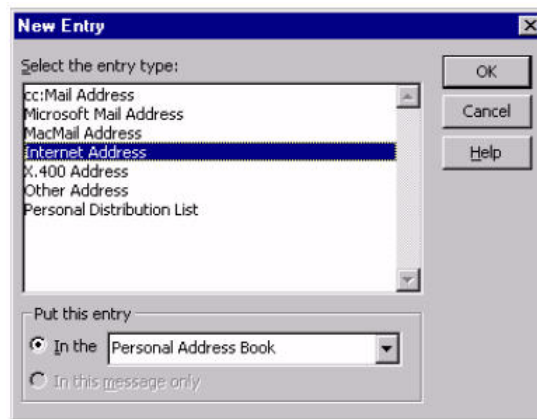 New Entry
Select the entry type:
OK
cc:Mail Address
Microsoft Mail Address
Cancel
MacMail Address
Internet Address
Help
X.400 Address
Other Address
Personal Distribution List
Put this entry
In the Personal Address Book
In this message only